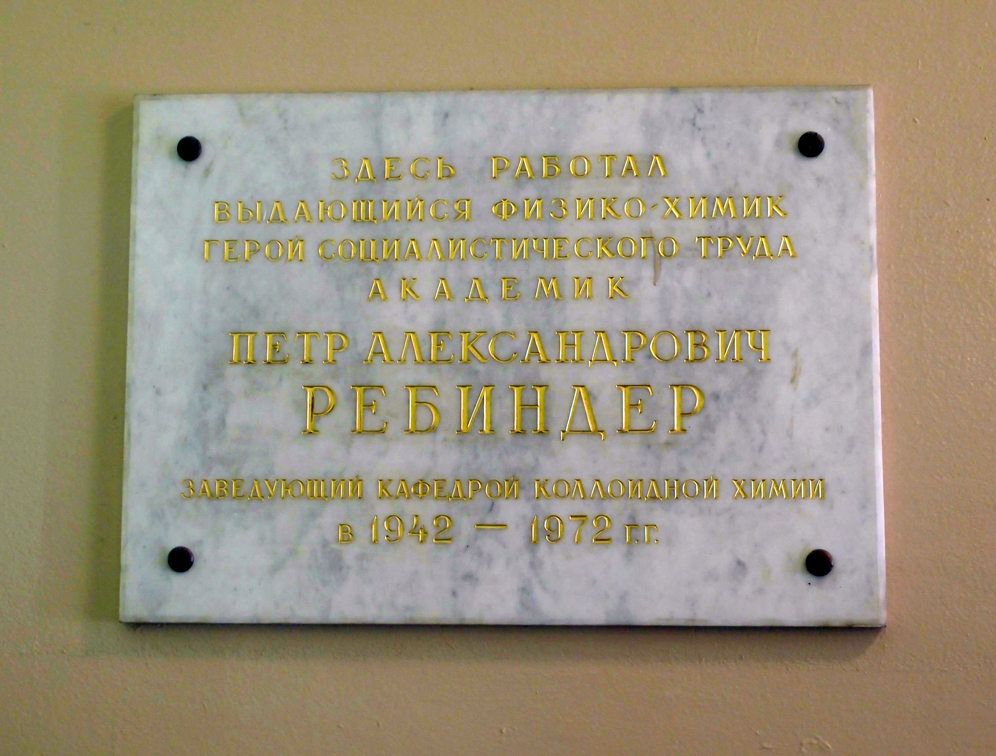 ЗДЕСЬ РАБОТАЛ
ВЫДАЮЩИЙСЯ ФИЗИКО-ХИМИК
ГЕРОЙ СОЦИАЛИСТИЧЕСКОГО ТРУДА
АКАДЕМИК
ПЕТР АЛЕКСАНДРОВИЧ
РЕБИНДЕР
ЗАВЕДУЮЩИЙ КАФЕДРОЙ КОЛЛОИДНОЙ ХИМИИ
В 1942 — 1972 Г.Г.